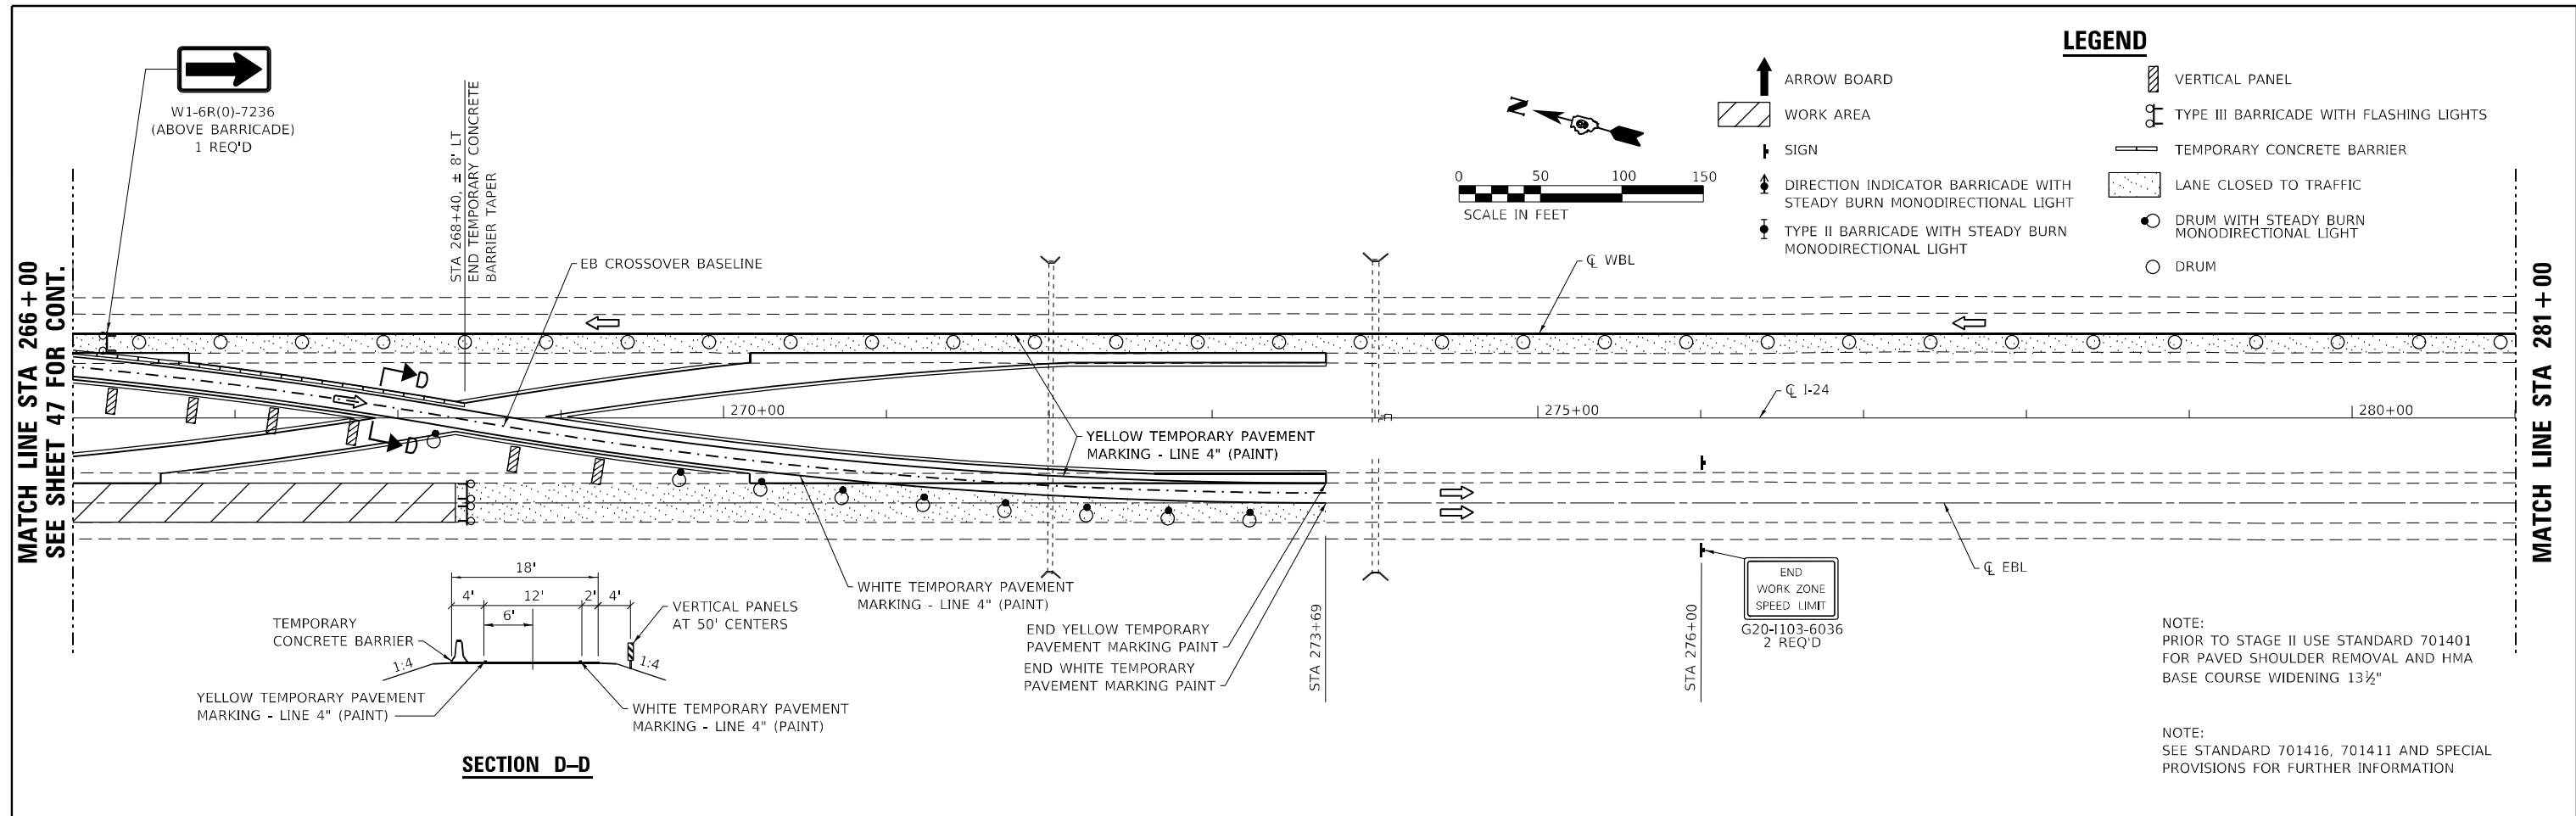 W1-6R(0)-7236
(ABOVE BARRICADE)
1 REQ'D
STA 268+40, ± 8' LT
END TEMPORARY CONCRETE
BARRIER TAPER
EB CROSSOVER BASELINE
N
0 50 100 150
SCALE IN FEET
LEGEND
ARROW BOARD
WORK AREA
SIGN
DIRECTION INDICATOR BARRICADE WITH
STEADY BURN MONODIRECTIONAL LIGHT
TYPE II BARRICADE WITH STEADY BURN
MONODIRECTIONAL LIGHT
VERTICAL PANEL
TYPE III BARRICADE WITH FLASHING LIGHTS
TEMPORARY CONCRETE BARRIER
LANE CLOSED TO TRAFFIC
DRUM WITH STEADY BURN
MONODIRECTIONAL LIGHT
DRUM
MATCH LINE STA 266+00
SEE SHEET 47 FOR CONT.
MATCH LINE STA 281+00
℄ WBL
℄ I-24
D
D
270+00
275+00
280+00
YELLOW TEMPORARY PAVEMENT
MARKING - LINE 4" (PAINT)
WHITE TEMPORARY PAVEMENT
MARKING - LINE 4" (PAINT)
END YELLOW TEMPORARY
PAVEMENT MARKING PAINT
END WHITE TEMPORARY
PAVEMENT MARKING PAINT
STA 273+69
STA 276+00
END
WORK ZONE
SPEED LIMIT
G20-I103-6036
2 REQ'D
℄ EBL
18'
4' 12' 2' 4'
6'
VERTICAL PANELS
AT 50' CENTERS
TEMPORARY
CONCRETE BARRIER
1:4
1:4
YELLOW TEMPORARY PAVEMENT
MARKING - LINE 4" (PAINT)
WHITE TEMPORARY PAVEMENT
MARKING - LINE 4" (PAINT)
SECTION D–D
NOTE:
PRIOR TO STAGE II USE STANDARD 701401
FOR PAVED SHOULDER REMOVAL AND HMA
BASE COURSE WIDENING 13½"
NOTE:
SEE STANDARD 701416, 701411 AND SPECIAL
PROVISIONS FOR FURTHER INFORMATION